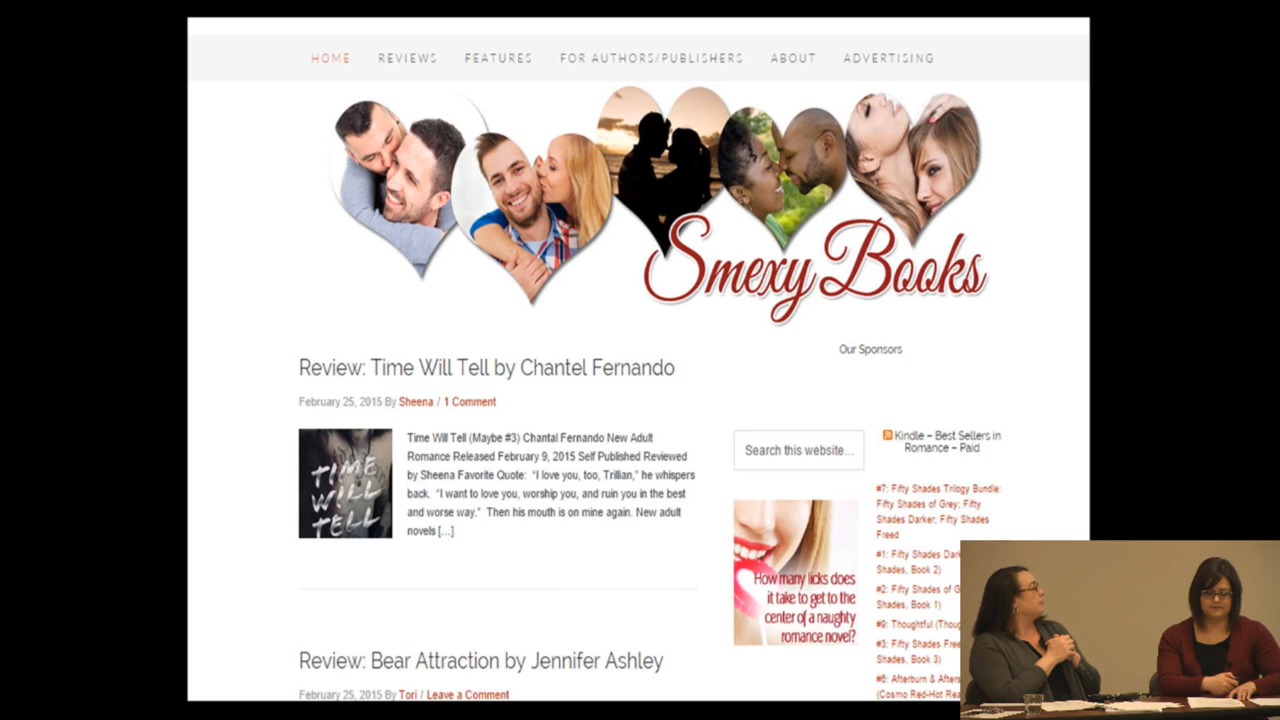 HOME REVIEWS FEATURES FOR AUTHORS/PUBLISHERS ABOUT ADVERTISING
Smexy Books
Review: Time Will Tell by Chantel Fernando
February 25, 2015 By Sheena / 1 Comment
TIME
WILL
TELL
Time Will Tell (Maybe #3) Chantal Fernando New Adult
Romance Released February 9, 2015 Self Published Reviewed
by Sheena Favorite Quote: “I love you, too, Trillian,” he whispers
back. “I want to love you, worship you, and ruin you in the best
and worse way.” Then his mouth is on mine again. New adult
novels [...]
Review: Bear Attraction by Jennifer Ashley
February 25, 2015 By Tori / Leave a Comment
Our Sponsors
Search this website...
How many licks does
it take to get to the
center of a naughty
romance novel?
Kindle – Best Sellers in
Romance – Paid
#7: Fifty Shades Trilogy Bundle:
Fifty Shades of Grey; Fifty
Shades Darker; Fifty Shades
Freed
#1: Fifty Shades
Shades, Book 2)
#2: Fifty Shades of
Shades, Book 1)
#9: Thoughtful
#3: Fifty Shades
Shades, Book 3)
#6: Afterburn &
(Cosmo Red-Hot